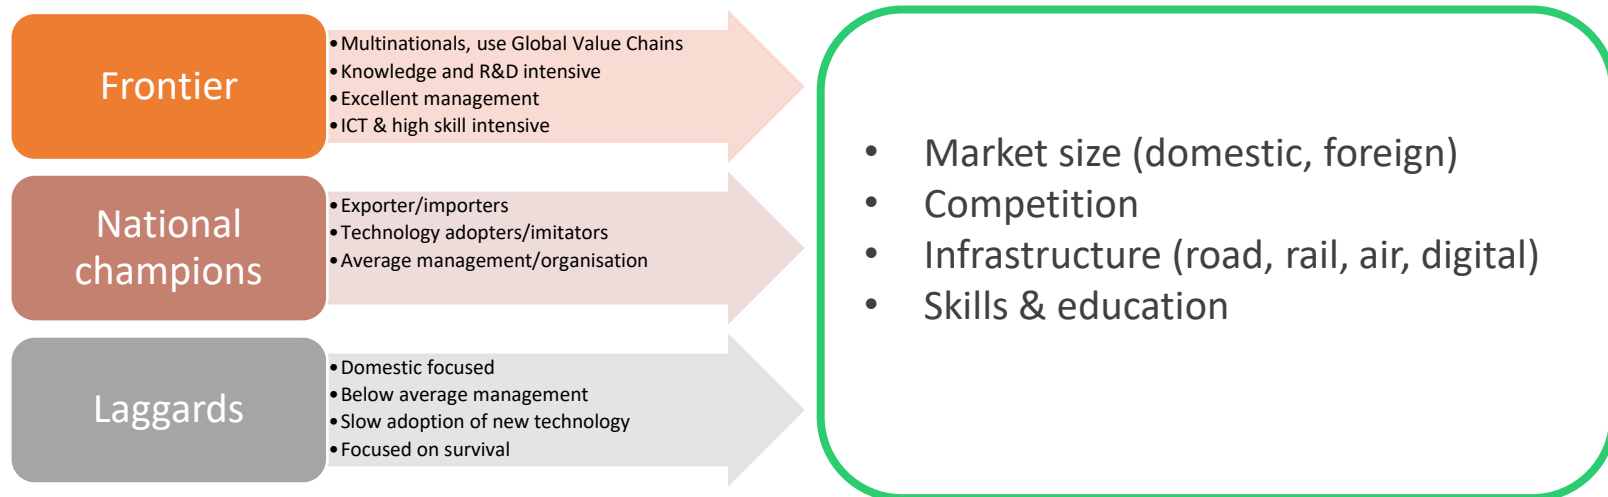 Frontier
• Multinationals, use Global Value Chains
• Knowledge and R&D intensive
• Excellent management
• ICT & high skill intensive
National
champions
• Exporter/importers
• Technology adopters/imitators
• Average management/organisation
Laggards
• Domestic focused
• Below average management
• Slow adoption of new technology
• Focused on survival
• Market size (domestic, foreign)
• Competition
• Infrastructure (road, rail, air, digital)
• Skills & education